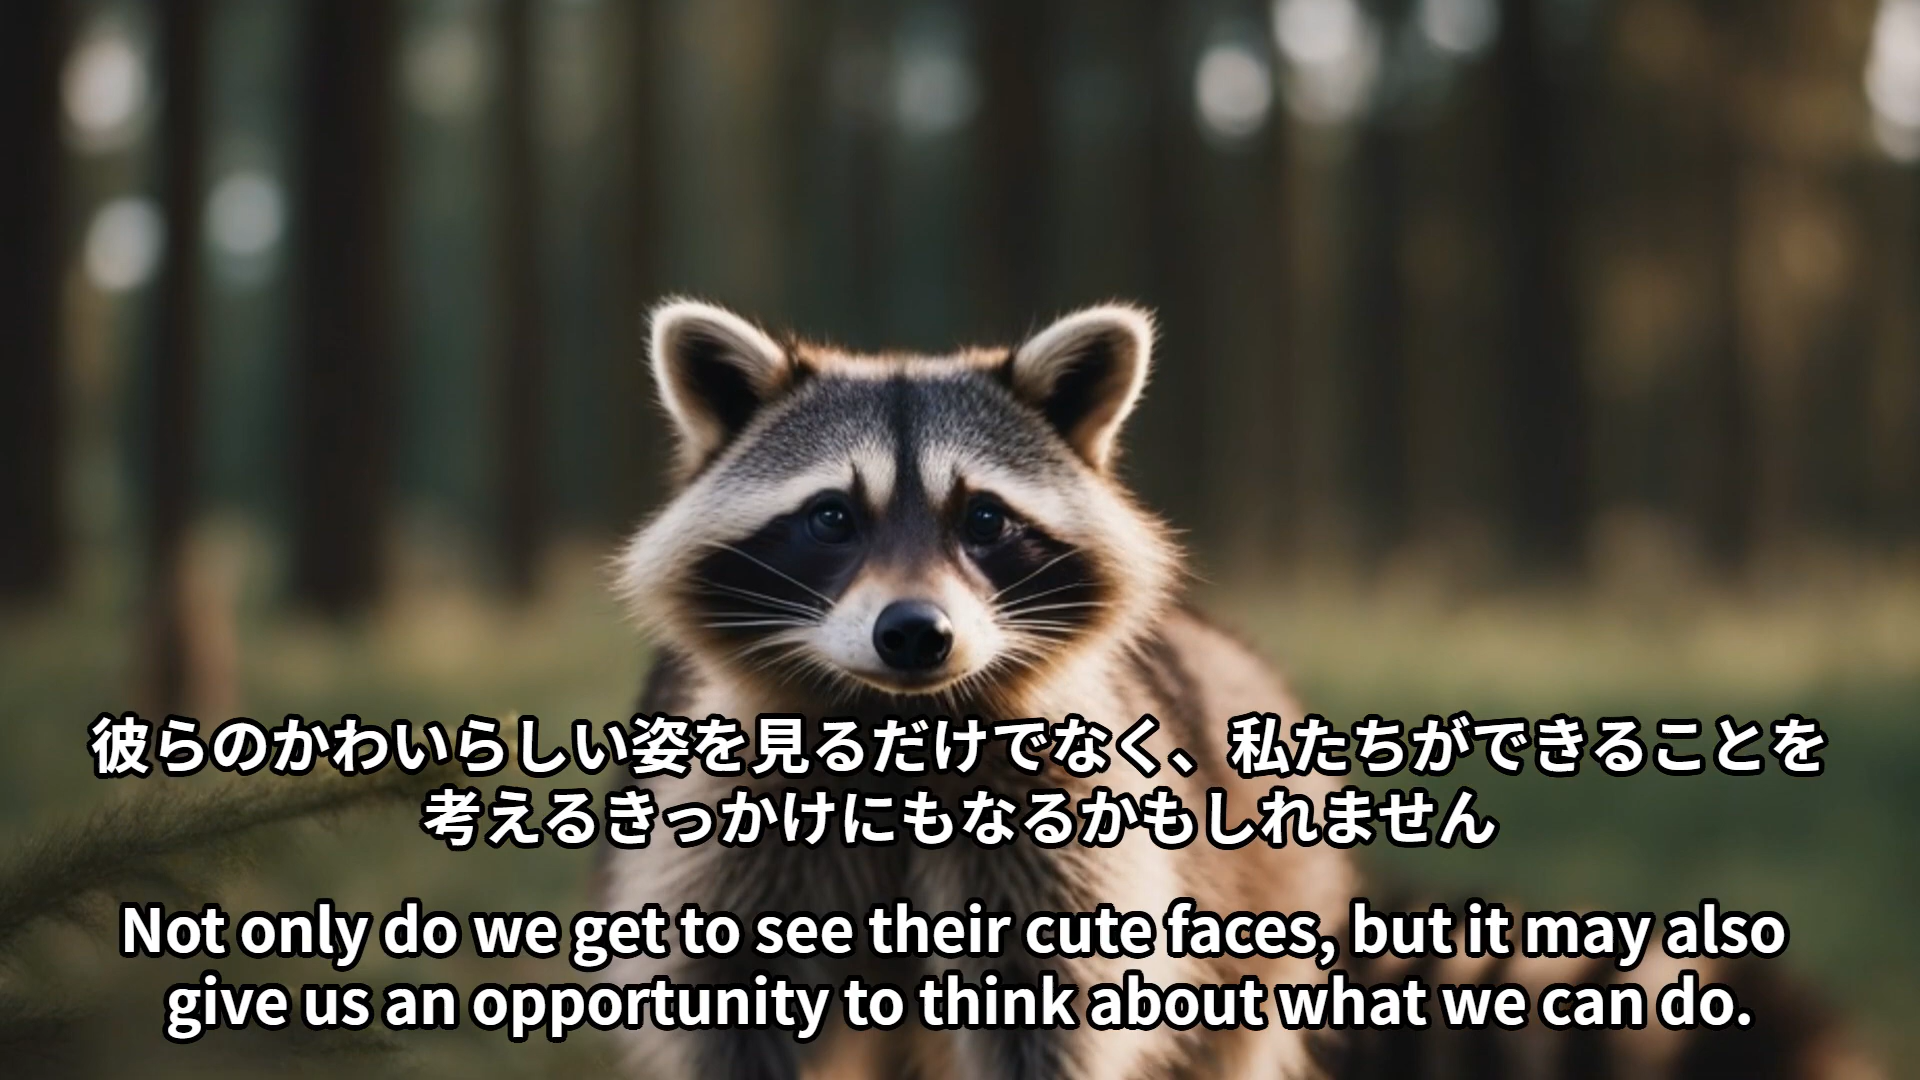 彼らのかわいらしい姿を見るだけでなく、私たちができることを
考えるきっかけにもなるかもしれません
Not only do we get to see their cute faces, but it may also
give us an opportunity to think about what we can do.